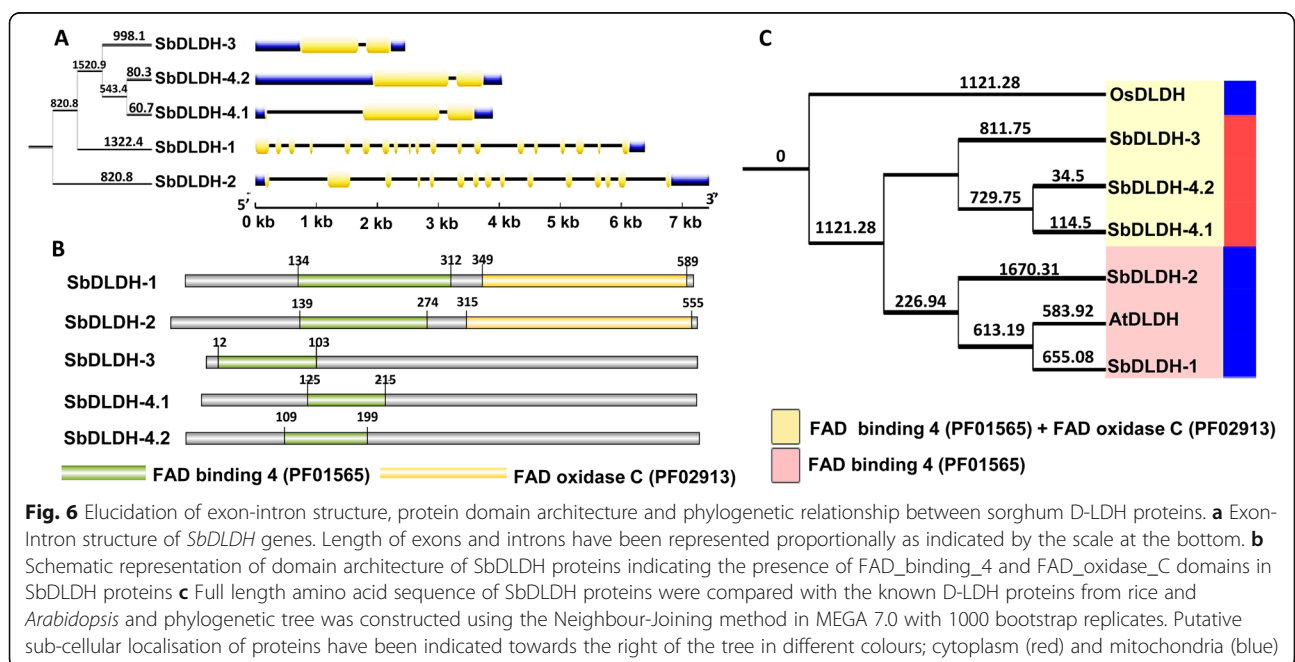 A
998.1
SbDLDH-3
1520.9
80.3
SbDLDH-4.2
543.4
820.8
60.7
SbDLDH-4.1
1322.4
SbDLDH-1
820.8
SbDLDH-2
5' 3'
0 kb 1 kb 2 kb 3 kb 4 kb 5 kb 6 kb 7 kb
B
134 312 349 589
SbDLDH-1
139 274 315 555
SbDLDH-2
12 103
SbDLDH-3
125 215
SbDLDH-4.1
109 199
SbDLDH-4.2
FAD binding 4 (PF01565) FAD oxidase C (PF02913)
C
1121.28
OsDLDH
811.75
SbDLDH-3
0
34.5
SbDLDH-4.2
729.75
114.5
SbDLDH-4.1
1121.28
1670.31
SbDLDH-2
226.94
583.92
AtDLDH
613.19
655.08
SbDLDH-1
FAD binding 4 (PF01565) + FAD oxidase C (PF02913)
FAD binding 4 (PF01565)
Fig. 6 Elucidation of exon-intron structure, protein domain architecture and phylogenetic relationship between sorghum D-LDH proteins. a Exon-
Intron structure of SbDLDH genes. Length of exons and introns have been represented proportionally as indicated by the scale at the bottom. b
Schematic representation of domain architecture of SbDLDH proteins indicating the presence of FAD_binding_4 and FAD_oxidase_C domains in
SbDLDH proteins c Full length amino acid sequence of SbDLDH proteins were compared with the known D-LDH proteins from rice and
Arabidopsis and phylogenetic tree was constructed using the Neighbour-Joining method in MEGA 7.0 with 1000 bootstrap replicates. Putative
sub-cellular localisation of proteins have been indicated towards the right of the tree in different colours; cytoplasm (red) and mitochondria (blue)